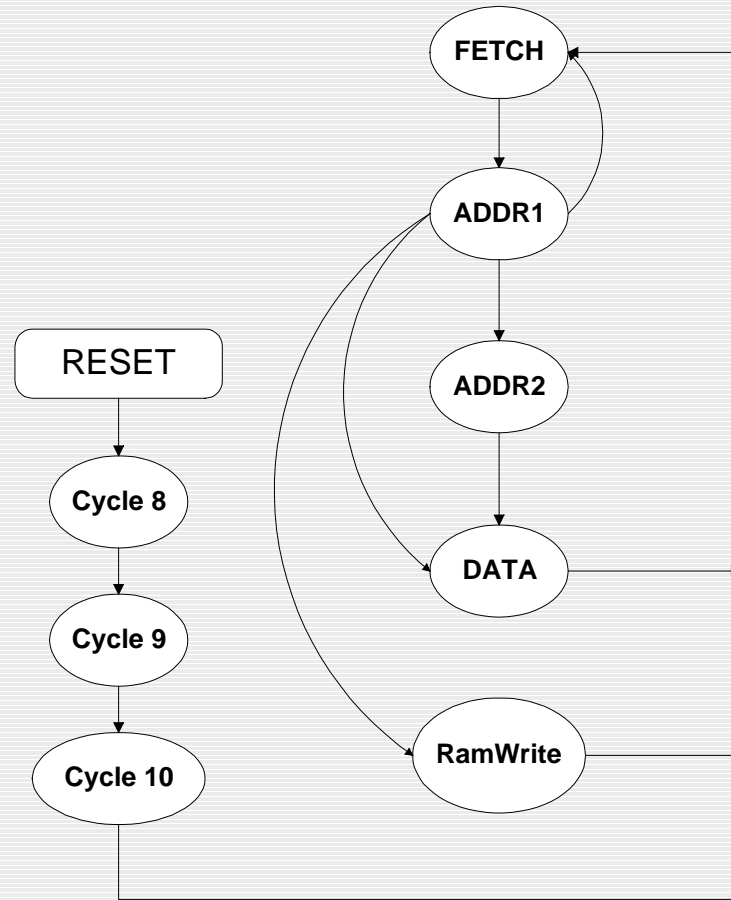 FETCH
ADDR1
RESET
ADDR2
Cycle 8
DATA
Cycle 9
RamWrite
Cycle 10